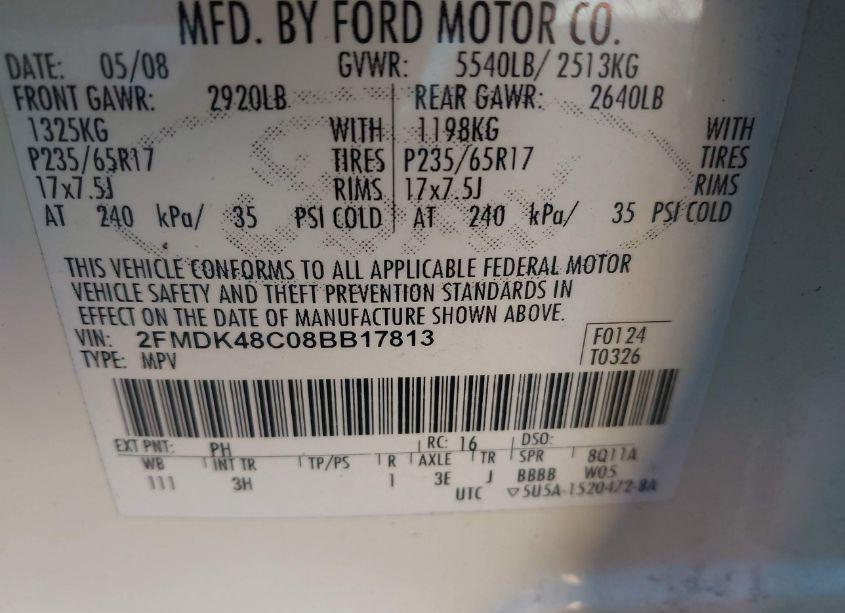 MFD. BY FORD MOTOR CO.
DATE: 05/08 GVWR: 5540LB/ 2513KG
FRONT GAWR: 2920LB REAR GAWR: 2640LB
1325KG WITH 1198KG WITH
P235/65R17 TIRES P235/65R17 TIRES
17x7.5J RIMS 17x7.5J RIMS
AT 240 kPa/ 35 PSI COLD AT 240 kPa/ 35 PSI COLD
THIS VEHICLE CONFORMS TO ALL APPLICABLE FEDERAL MOTOR
VEHICLE SAFETY AND THEFT PREVENTION STANDARDS IN
EFFECT ON THE DATE OF MANUFACTURE SHOWN ABOVE.
VIN: 2FMDK48C08BB17813 F0124
TYPE: MPV T0326
EXT PNT: PH RC: 16 DSO:
WB INT TR TP/PS R AXLE TR SPR 8Q11A
111 3H 1 3E J BBBB W05
UTC ▽5U5A-1520472-BA